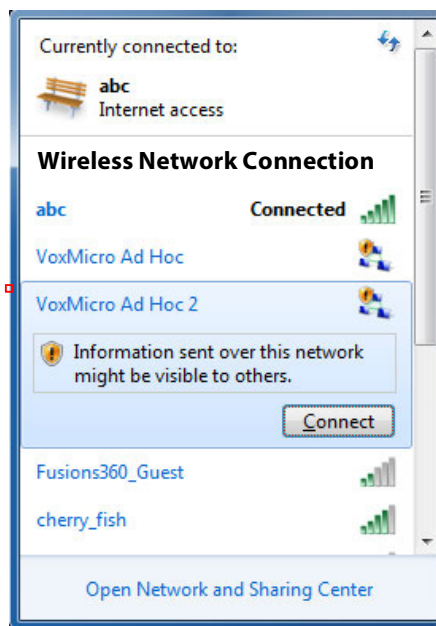 Currently connected to:
abc
Internet access
Wireless Network Connection
abc Connected
VoxMicro Ad Hoc
VoxMicro Ad Hoc 2
Information sent over this network
might be visible to others.
Connect
Fusions360_Guest
cherry_fish
Open Network and Sharing Center